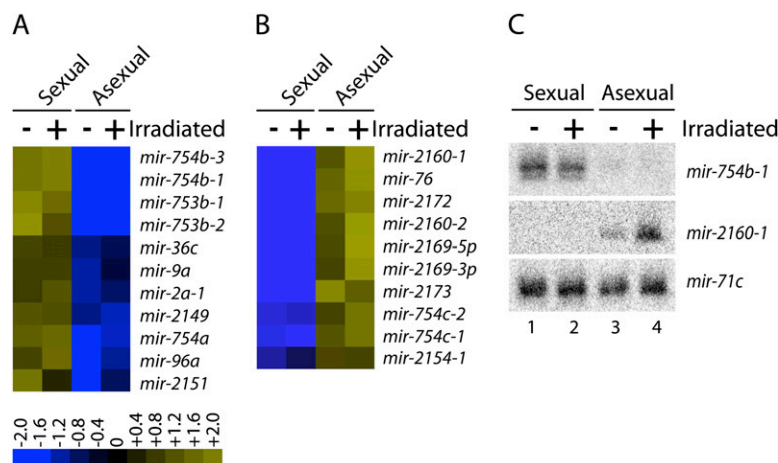 A
Sexual Asexual
- + - + Irradiated
mir-754b-3
mir-754b-1
mir-753b-1
mir-753b-2
mir-36c
mir-9a
mir-2a-1
mir-2149
mir-754a
mir-96a
mir-2151
-2.0 -1.6 -1.2 -0.8 -0.4 0 +0.4 +0.8 +1.2 +1.6 +2.0
B
Sexual Asexual
- + - + Irradiated
mir-2160-1
mir-76
mir-2172
mir-2160-2
mir-2169-5p
mir-2169-3p
mir-2173
mir-754c-2
mir-754c-1
mir-2154-1
C
Sexual Asexual
- + - + Irradiated
mir-754b-1
mir-2160-1
mir-71c
1 2 3 4